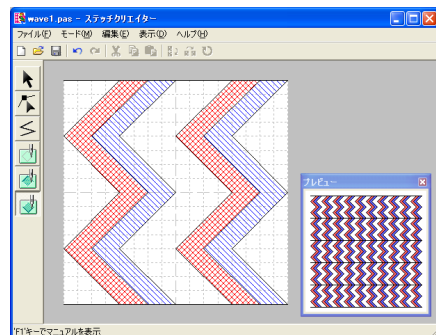 wave1.pas - ステッチクリエイター
ファイル(F) モード(M) 編集(E) 表示(D) ヘルプ(H)
プレビュー
'F1'キーでマニュアルを表示